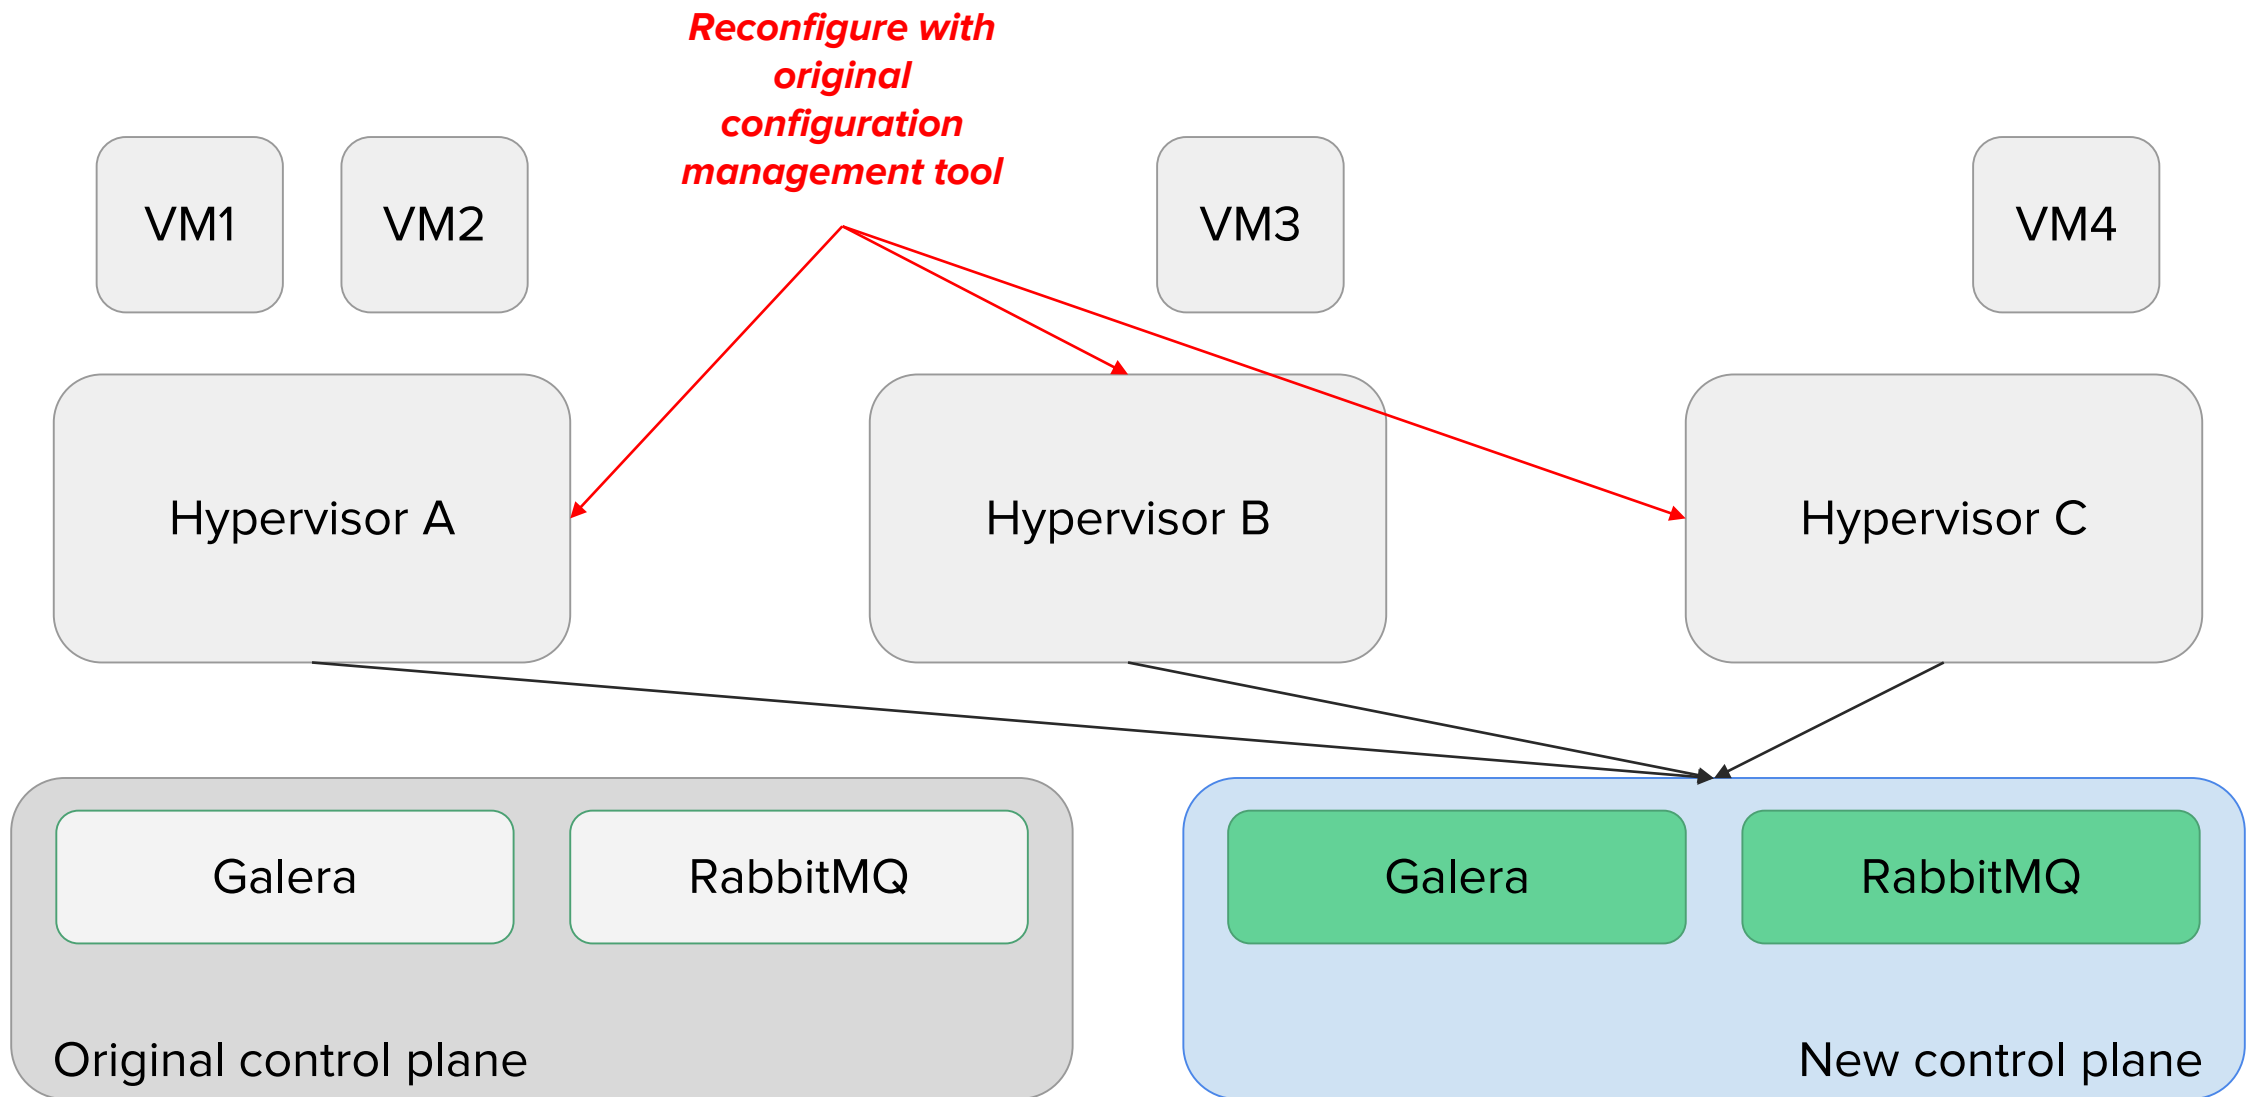 Reconfigure with
original
configuration
management tool
VM1
VM2
VM3
VM4
Hypervisor A
Hypervisor B
Hypervisor C
Galera
RabbitMQ
Original control plane
Galera
RabbitMQ
New control plane